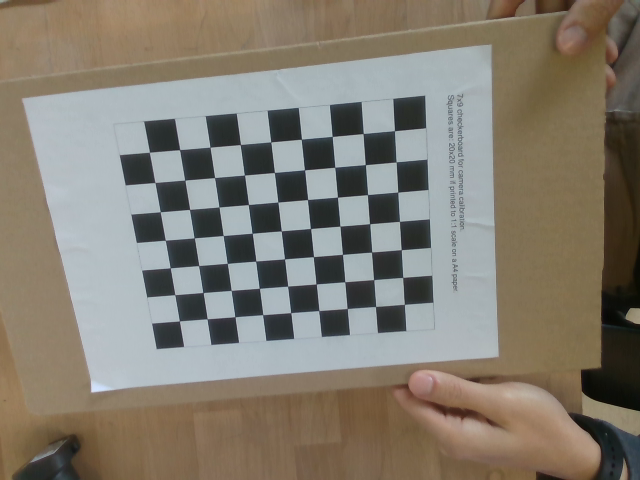 7x9 checkerboard for camera calibration.
Squares are: 20x20 mm if printed to 1:1 scale on a A4 paper.